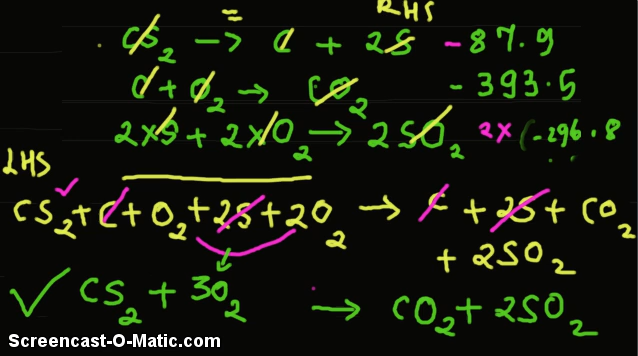 = RHS
CS₂ → C + 2S - 87.9
C + O₂ → CO₂ - 393.5
2×S + 2×O₂ → 2SO₂ 2× (-296.8
LHS
CS₂ + C + O₂ + 2S + 2O₂ → C + 2S + CO₂
+ 2SO₂
✓ CS₂ + 3O₂ → CO₂ + 2SO₂
Screencast-O-Matic.com